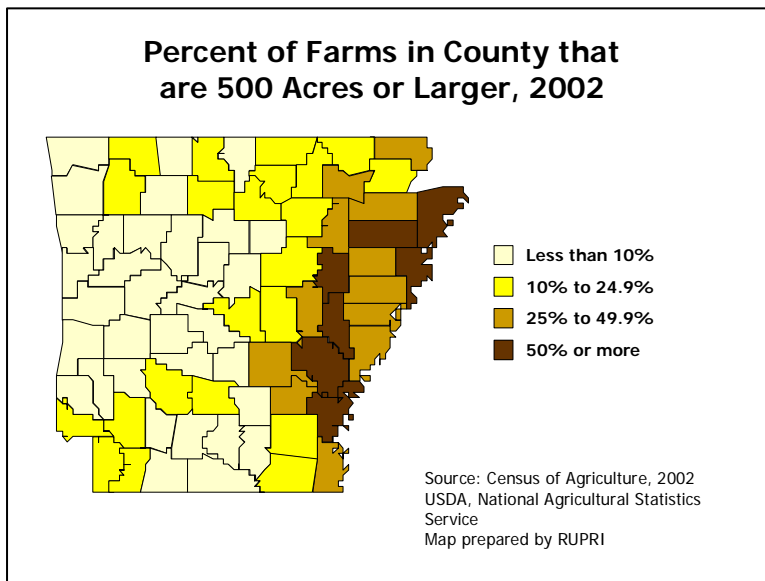 Percent of Farms in County that
are 500 Acres or Larger, 2002
Less than 10%
10% to 24.9%
25% to 49.9%
50% or more
Source: Census of Agriculture, 2002
USDA, National Agricultural Statistics
Service
Map prepared by RUPRI